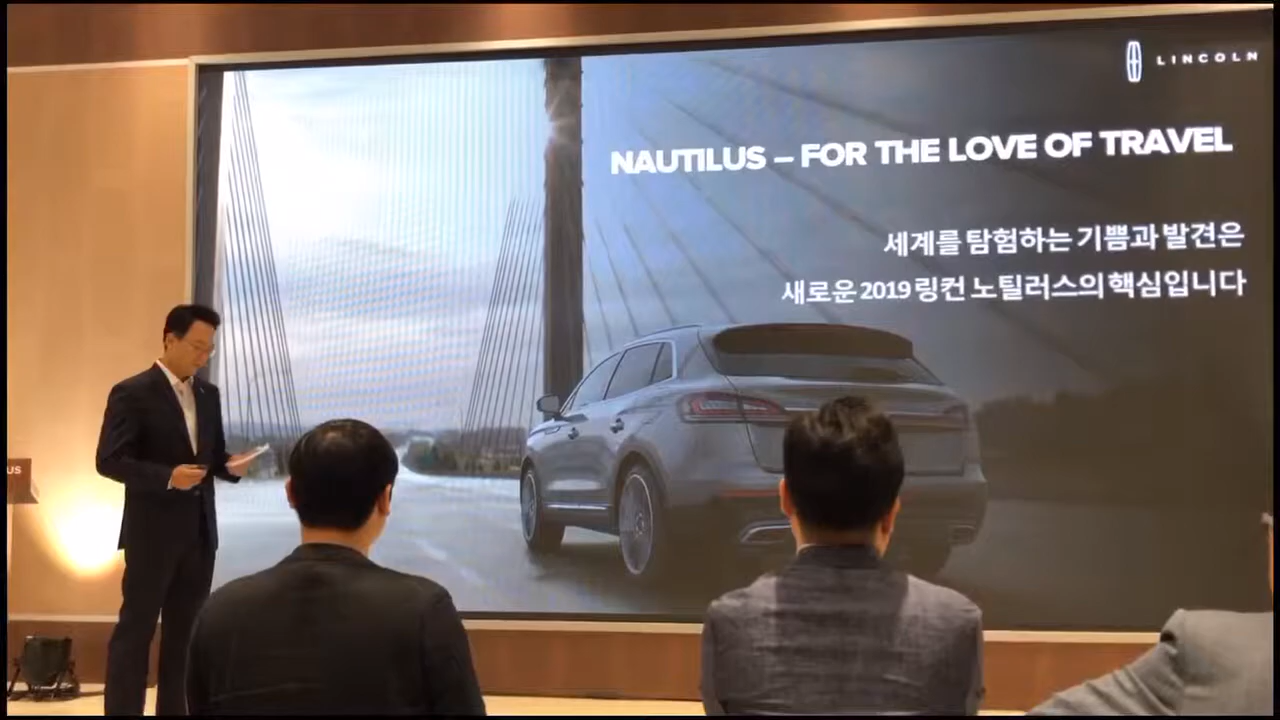 LINCOLN
NAUTILUS – FOR THE LOVE OF TRAVEL
세계를 탐험하는 기쁨과 발견은
새로운 2019 링컨 노틸러스의 핵심입니다
US